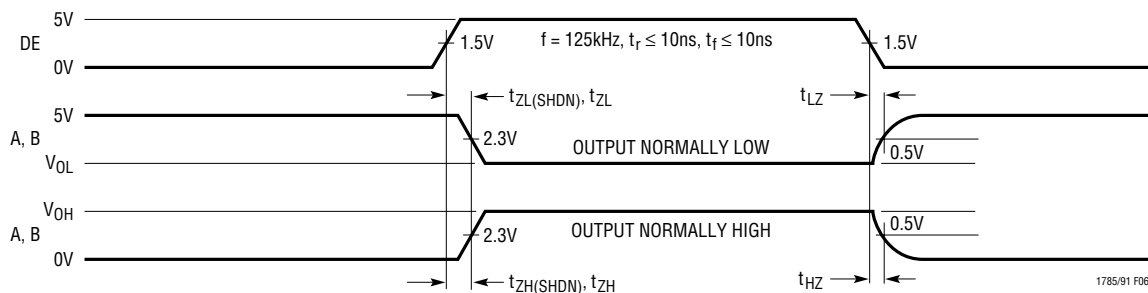 5V
DE
0V
1.5V
f = 125kHz, tr ≤ 10ns, tf ≤ 10ns
1.5V
tZL(SHDN), tZL
tLZ
5V
A, B
VOL
2.3V
OUTPUT NORMALLY LOW
0.5V
VOH
A, B
0V
2.3V
OUTPUT NORMALLY HIGH
0.5V
tZH(SHDN), tZH
tHZ
1785/91 F06